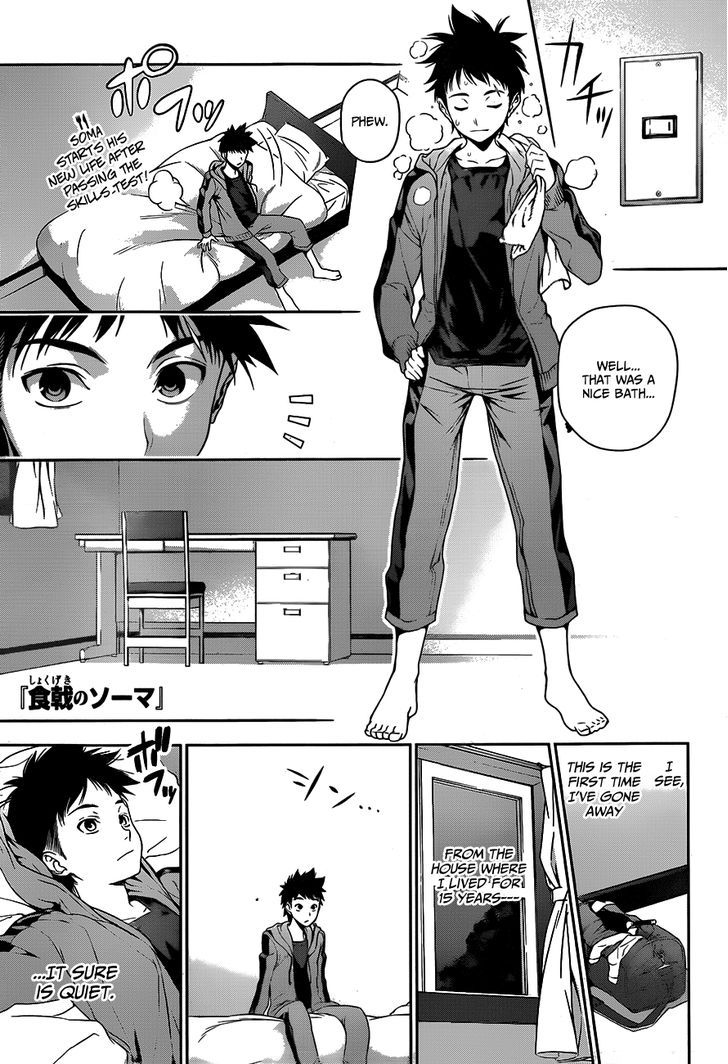 カチッ
WELL...
THAT WAS A
NICE BATH...
PHEW.
ポフッ
SOMA
STARTS HIS
NEW LIFE AFTER
PASSING THE
SKILLS TEST!
しょくげき
『食戟のソーマ』
I
SEE,
THIS IS THE
FIRST TIME
I'VE GONE
AWAY
FROM THE
HOUSE WHERE
I LIVED FOR
15 YEARS---
ボフッ
...IT SURE
IS QUIET.